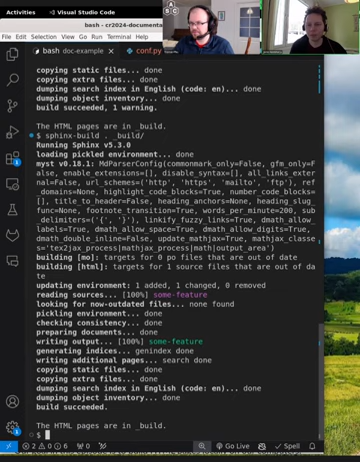 Activities Visual Studio Code
bash - cr2024-documenta
File Edit Selection View Go Run
bash doc-example × conf.py
copying static files... done
copying extra files... done
dumping search index in English (code: en)... done
dumping object inventory... done
build succeeded, 1 warning.
The HTML pages are in _build.
$ sphinx-build . _build/
Running Sphinx v5.3.0
loading pickled environment... done
myst v0.18.1: MdParserConfig(commonmark_only=False, gfm_only=F
alse, enable_extensions=[], disable_syntax=[], all_links_exter
nal=False, url_schemes=('http', 'https', 'mailto', 'ftp'), ref
_domains=None, highlight_code_blocks=True, number_code_blocks=
[], title_to_header=False, heading_anchors=None, heading_slug_
func=None, footnote_transition=True, words_per_minute=200, sub
_delimiters=('{', '}'), linkify_fuzzy_links=True, dmath_allow_
labels=True, dmath_allow_space=True, dmath_allow_digits=True,
dmath_double_inline=False, update_mathjax=True, mathjax_classe
s='tex2jax_process|mathjax_process|math|output_area')
building [mo]: targets for 0 po files that are out of date
building [html]: targets for 1 source files that are out of da
te
updating environment: 1 added, 1 changed, 0 removed
reading sources... [100%] some-feature
looking for now-outdated files... none found
pickling environment... done
checking consistency... done
preparing documents... done
writing output... [100%] some-feature
generating indices... genindex done
writing additional pages... search done
copying static files... done
copying extra files... done
dumping search index in English (code: en)... done
dumping object inventory... done
build succeeded.
The HTML pages are in _build.
$
2 0 6 0 Go Live Spell